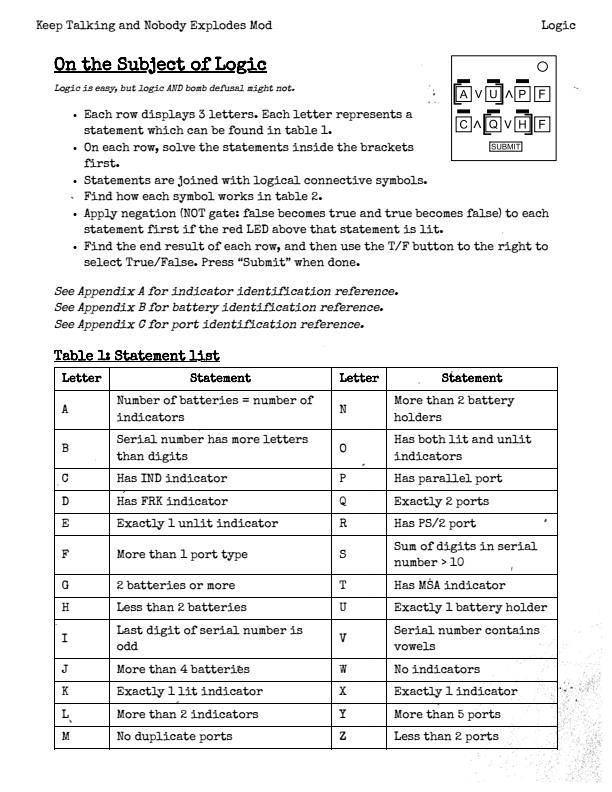 Keep Talking and Nobody Explodes Mod Logic
On the Subject of Logic
Logic is easy, but logic AND bomb defusal might not.
A ∨ U ∧ P F
C ∧ Q ∨ H F
SUBMIT
• Each row displays 3 letters. Each letter represents a
statement which can be found in table 1.
• On each row, solve the statements inside the brackets
first.
• Statements are joined with logical connective symbols.
• Find how each symbol works in table 2.
• Apply negation (NOT gate: false becomes true and true becomes false) to each
statement first if the red LED above that statement is lit.
• Find the end result of each row, and then use the T/F button to the right to
select True/False. Press “Submit” when done.
See Appendix A for indicator identification reference.
See Appendix B for battery identification reference.
See Appendix C for port identification reference.
Table 1: Statement list
Letter Statement Letter Statement
A Number of batteries = number of indicators N More than 2 battery holders
B Serial number has more letters than digits O Has both lit and unlit indicators
C Has IND indicator P Has parallel port
D Has FRK indicator Q Exactly 2 ports
E Exactly 1 unlit indicator R Has PS/2 port
F More than 1 port type S Sum of digits in serial number > 10
G 2 batteries or more T Has MSA indicator
H Less than 2 batteries U Exactly 1 battery holder
I Last digit of serial number is odd V Serial number contains vowels
J More than 4 batteries W No indicators
K Exactly 1 lit indicator X Exactly 1 indicator
L More than 2 indicators Y More than 5 ports
M No duplicate ports Z Less than 2 ports